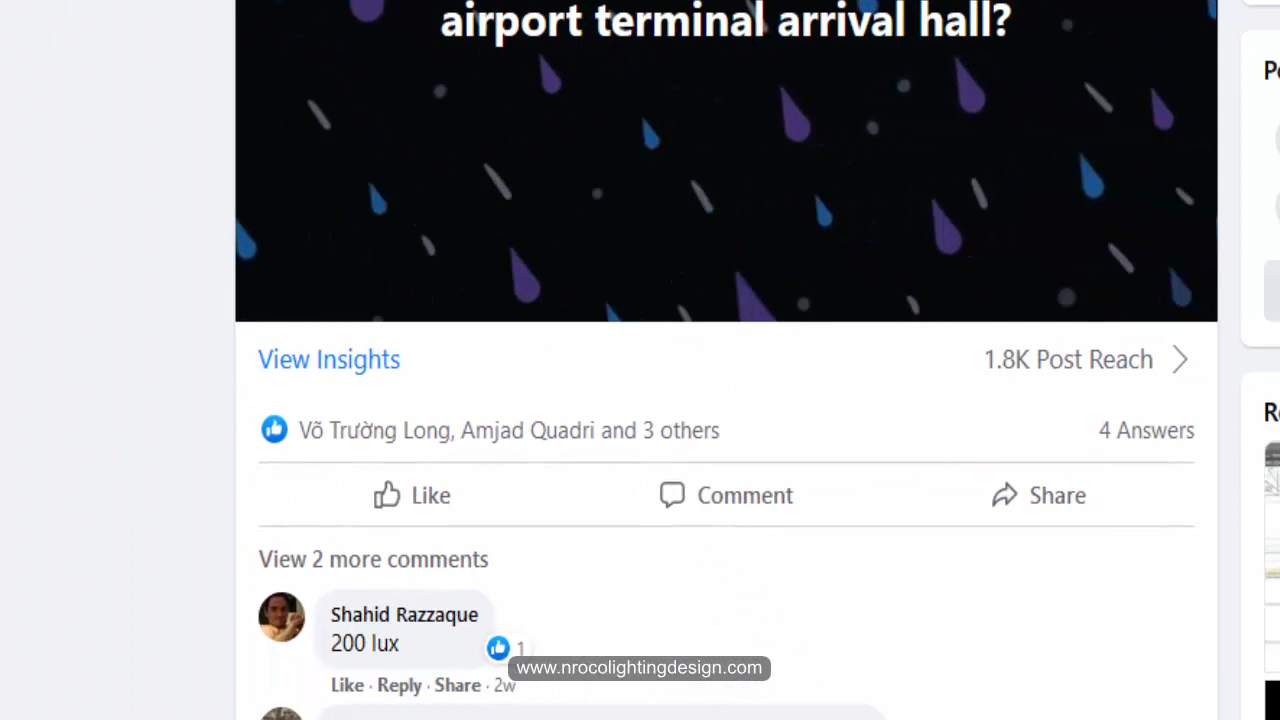 airport terminal arrival hall?
View Insights
1.8K Post Reach
Võ Trường Long, Amjad Quadri and 3 others
4 Answers
Like
Comment
Share
View 2 more comments
Shahid Razzaque
200 lux
1
www.nrocolightingdesign.com
Like · Reply · Share · 2w